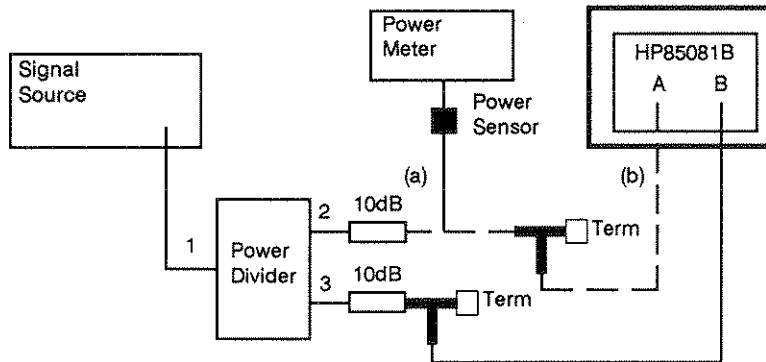 Signal
Source
Power
Meter
HP85081B
A B
Power
Sensor
(a)
(b)
1
2
10dB
Term
Power
Divider
3
10dB
Term